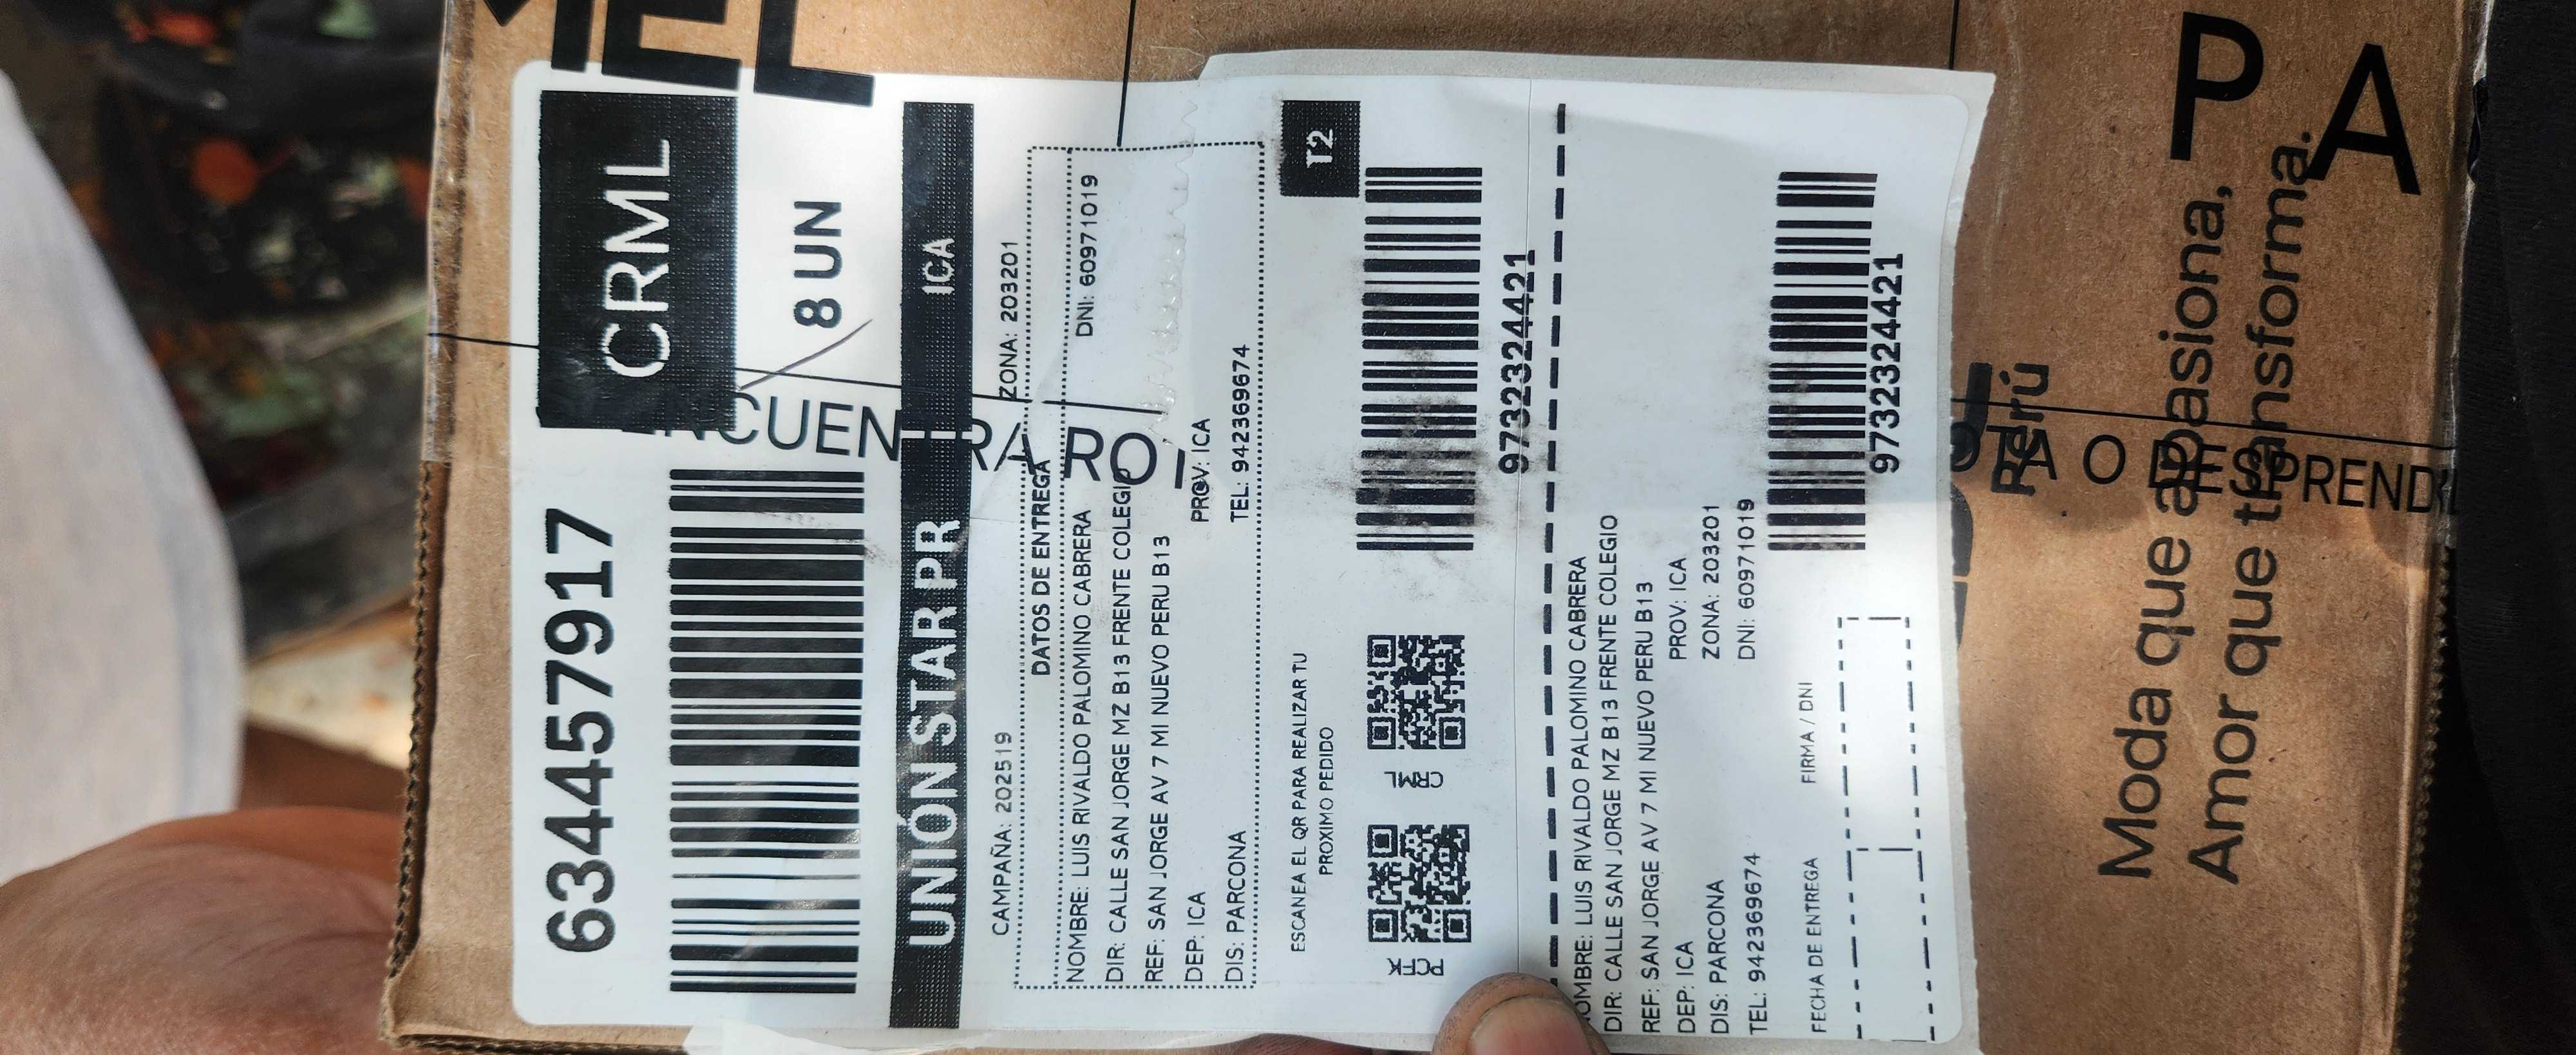 6344457917
CRML
8 UN
UNIÓN STAR PR
ICA
CAMPAÑA: 202519
ZONA: 203201
DATOS DE ENTREGA
NOMBRE: LUIS RIVALDO PALOMINO CABRERA
DNI: 60971019
DIR: CALLE SAN JORGE MZ B13 FRENTE COLEGIO
REF: SAN JORGE AV 7 MI NUEVO PERU B13
DEP: ICA
PROV: ICA
DIS: PARCONA
TEL: 942369674
ESCANEA EL QR PARA REALIZAR TU
PROXIMO PEDIDO
T2
9732324421
NOMBRE: LUIS RIVALDO PALOMINO CABRERA
DIR: CALLE SAN JORGE MZ B13 FRENTE COLEGIO
REF: SAN JORGE AV 7 MI NUEVO PERU B13
DEP: ICA
PROV: ICA
DIS: PARCONA
ZONA: 203201
TEL: 942369674
DNI: 60971019
FECHA DE ENTREGA
FIRMA / DNI
9732324421
Perú
Moda que apasiona,
Amor que transforma.
PA